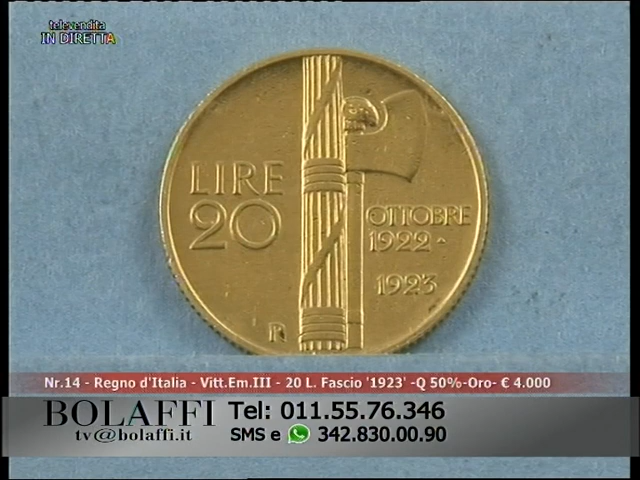 televendita
IN DIRETTA
LIRE
20
OTTOBRE
1922-
1923
R
Nr.14 - Regno d'Italia - Vitt.Em.III - 20 L. Fascio '1923' -Q 50%-Oro- € 4.000
BOLAFFI
tv@bolaffi.it
Tel: 011.55.76.346
SMS e 342.830.00.90